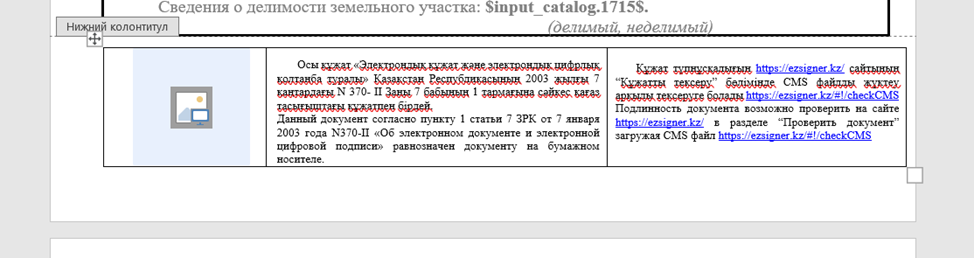 Сведения о делимости земельного участка: $input_catalog.1715$.
(делимый, неделимый)
Нижний колонтитул
Осы құжат «Электрондық құжат және электрондық цифрлық
қолтаңба туралы» Қазақстан Республикасының 2003 жылғы 7
қаңтардағы N 370- II Заңы 7 бабының 1 тармағына сәйкес қағаз
тасығыштағы құжатпен бірдей.
Данный документ согласно пункту 1 статьи 7 ЗРК от 7 января
2003 года N370-II «Об электронном документе и электронной
цифровой подписи» равнозначен документу на бумажном
носителе.
Құжат түпнұсқалығын https://ezsigner.kz/ сайтының
“Құжатты тексеру” бөлімінде CMS файлды жүктеу
арқылы тексеруге болады https://ezsigner.kz/#!/checkCMS
Подлинность документа возможно проверить на сайте
https://ezsigner.kz/ в разделе “Проверить документ”
загружая CMS файл https://ezsigner.kz/#!/checkCMS